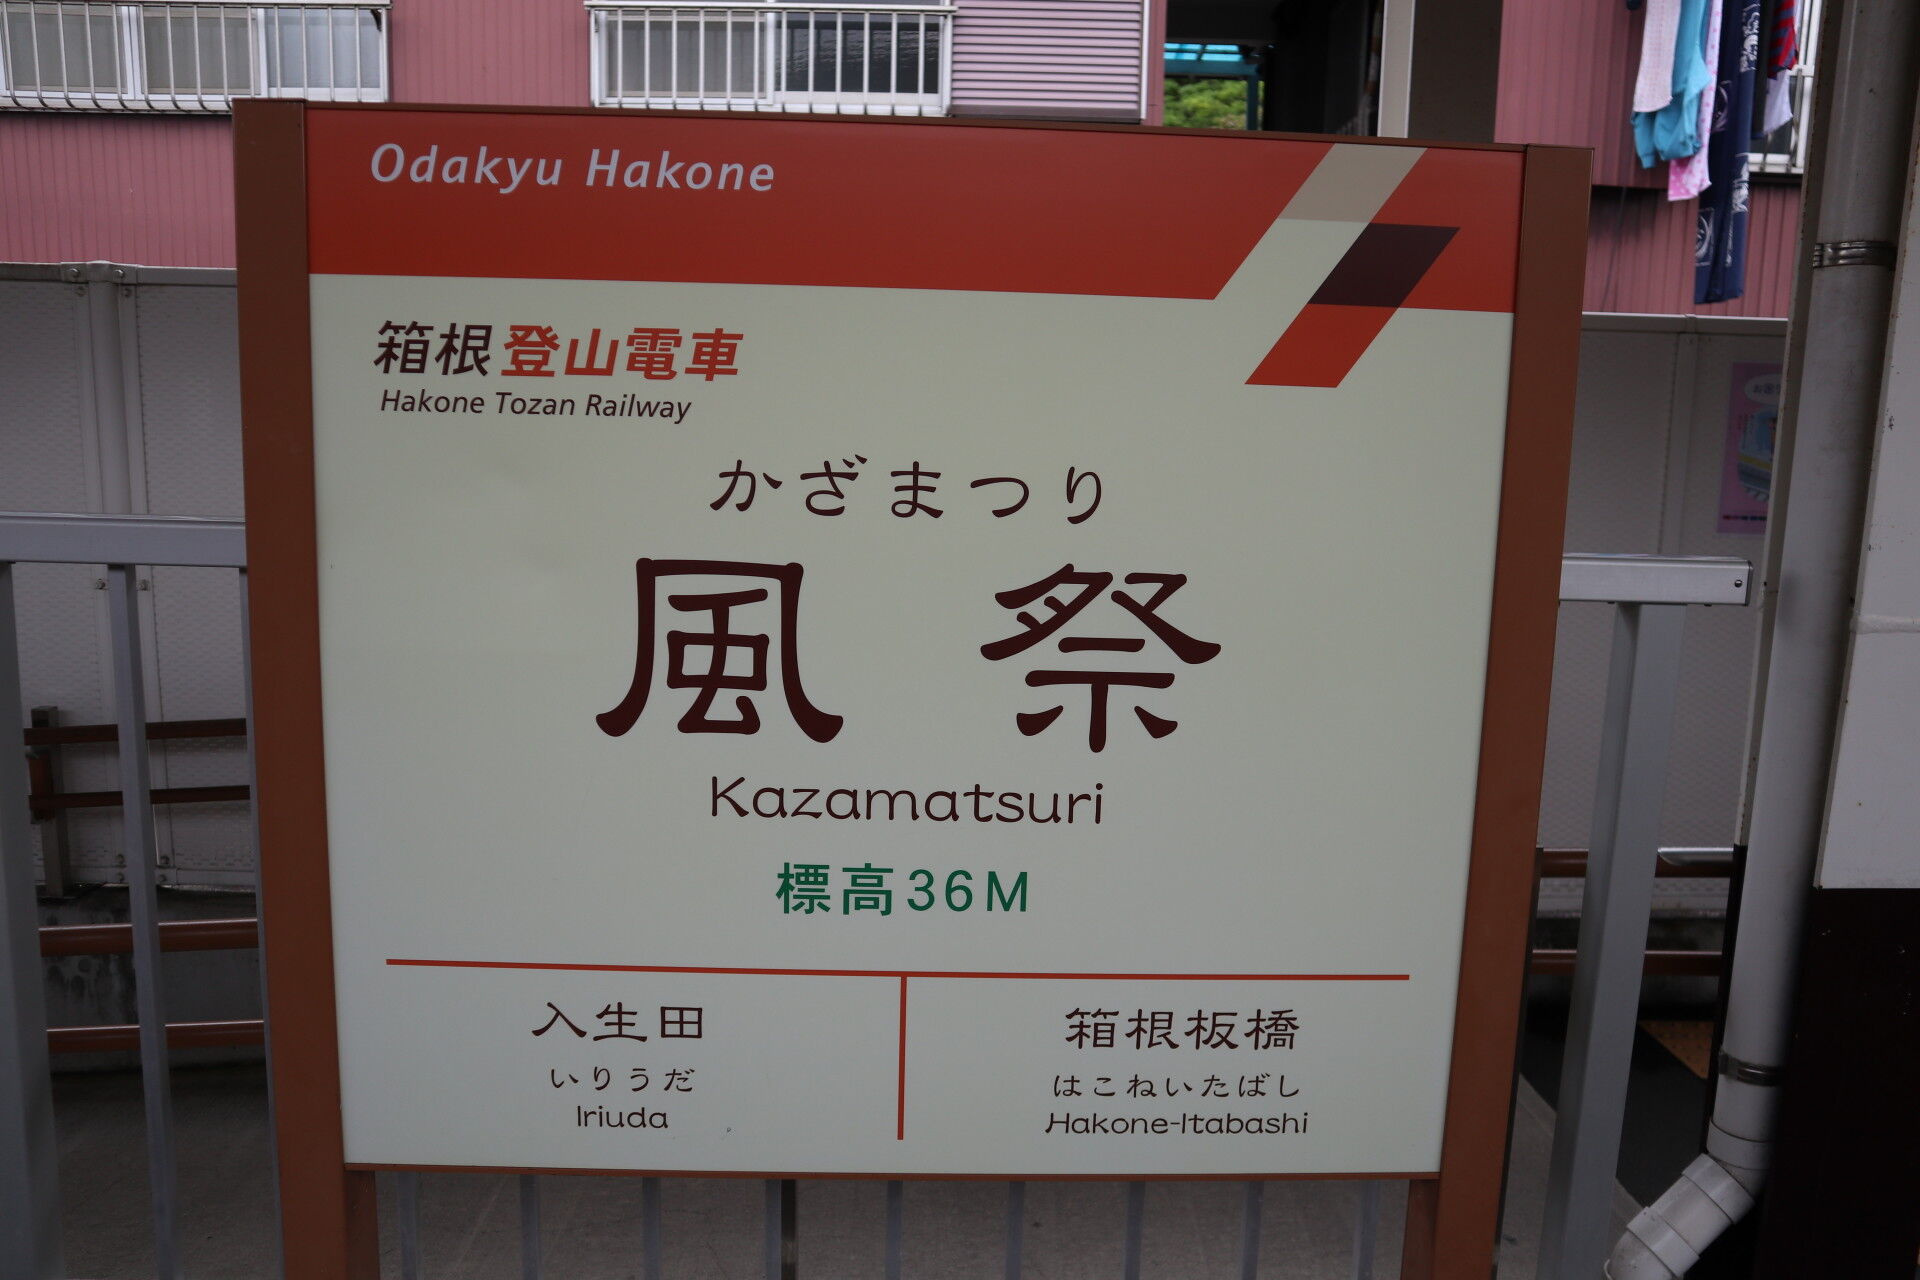 Odakyu Hakone
箱根登山電車
Hakone Tozan Railway
かざまつり
風祭
Kazamatsuri
標高36M
入生田
いりうだ
Iriuda
箱根板橋
はこねいたばし
Hakone-Itabashi